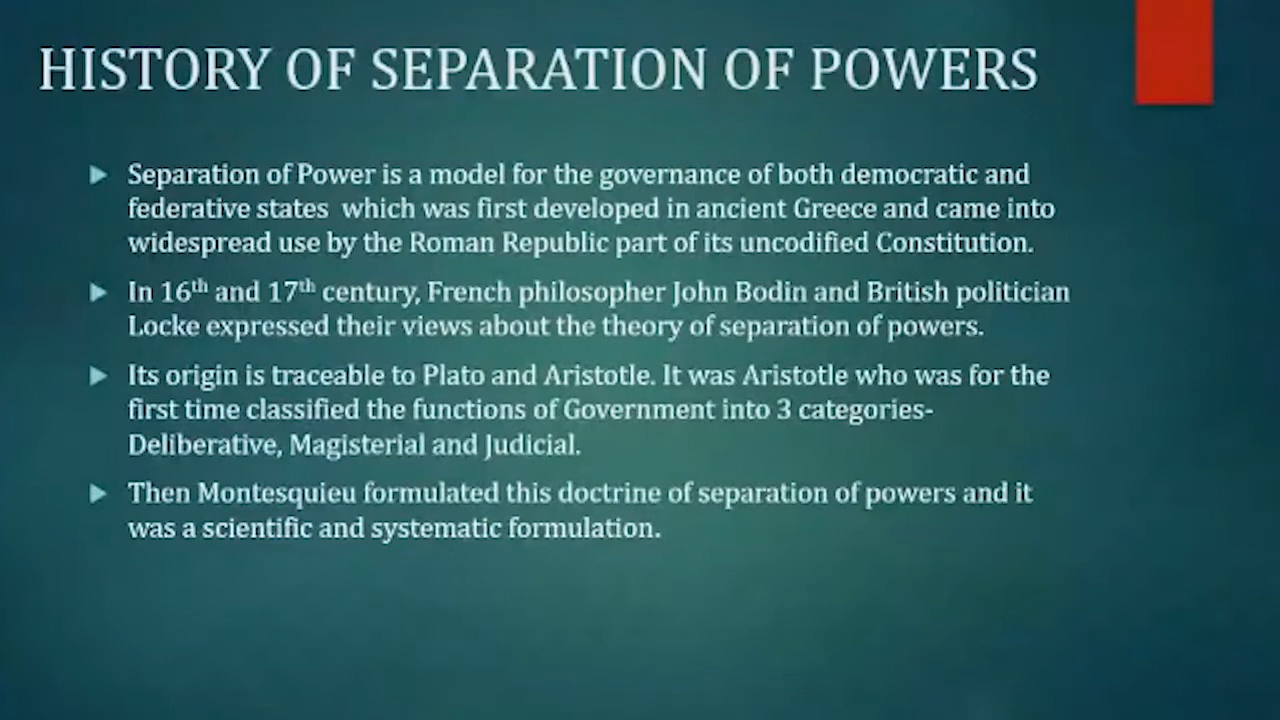 HISTORY OF SEPARATION OF POWERS
Separation of Power is a model for the governance of both democratic and
federative states which was first developed in ancient Greece and came into
widespread use by the Roman Republic part of its uncodified Constitution.
In 16th and 17th century, French philosopher John Bodin and British politician
Locke expressed their views about the theory of separation of powers.
Its origin is traceable to Plato and Aristotle. It was Aristotle who was for the
first time classified the functions of Government into 3 categories-
Deliberative, Magisterial and Judicial.
Then Montesquieu formulated this doctrine of separation of powers and it
was a scientific and systematic formulation.